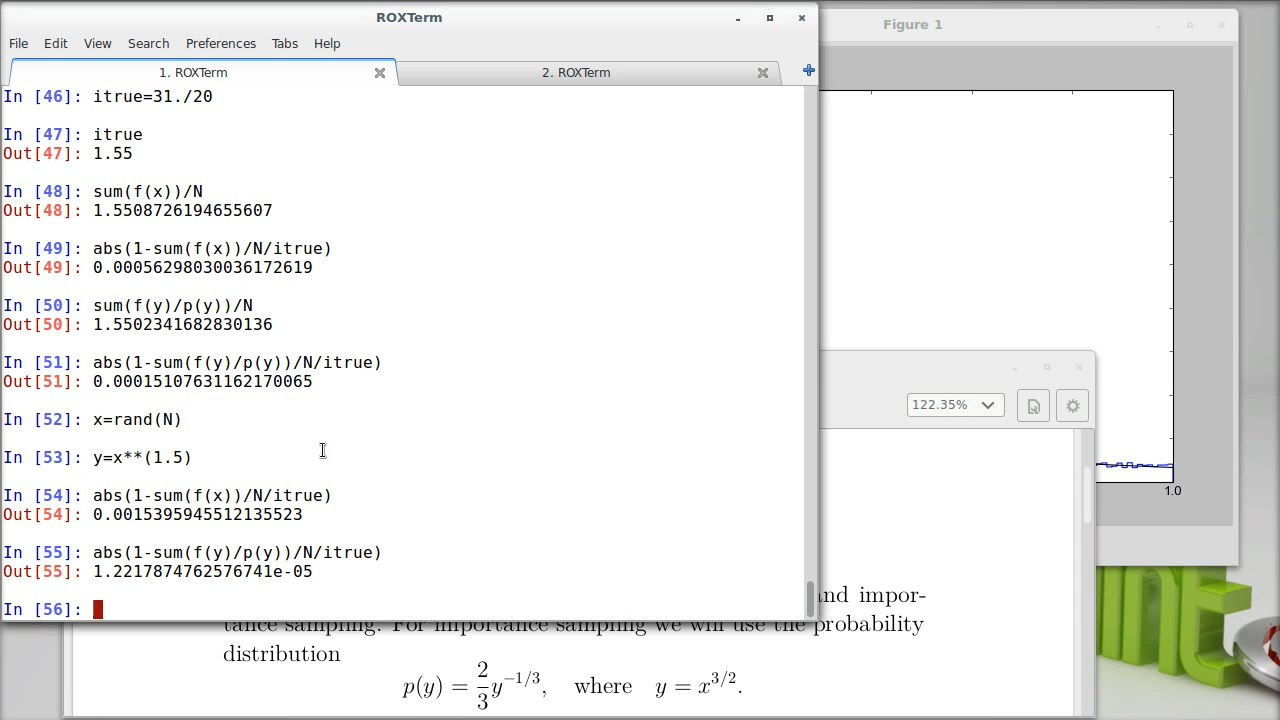 ROXTerm
File Edit View Search Preferences Tabs Help
1. ROXTerm
2. ROXTerm
In [46]: itrue=31./20
In [47]: itrue
Out[47]: 1.55
In [48]: sum(f(x))/N
Out[48]: 1.5508726194655607
In [49]: abs(1-sum(f(x))/N/itrue)
Out[49]: 0.00056298030036172619
In [50]: sum(f(y)/p(y))/N
Out[50]: 1.5502341682830136
In [51]: abs(1-sum(f(y)/p(y))/N/itrue)
Out[51]: 0.00015107631162170065
In [52]: x=rand(N)
In [53]: y=x**(1.5)
In [54]: abs(1-sum(f(x))/N/itrue)
Out[54]: 0.0015395945512135523
In [55]: abs(1-sum(f(y)/p(y))/N/itrue)
Out[55]: 1.2217874762576741e-05
In [56]:
Figure 1
1.0
122.35%
and impor-
tance sampling. For importance sampling we will use the probability
distribution
p(y) = 2/3 y^{-1/3}, where y = x^{3/2}.